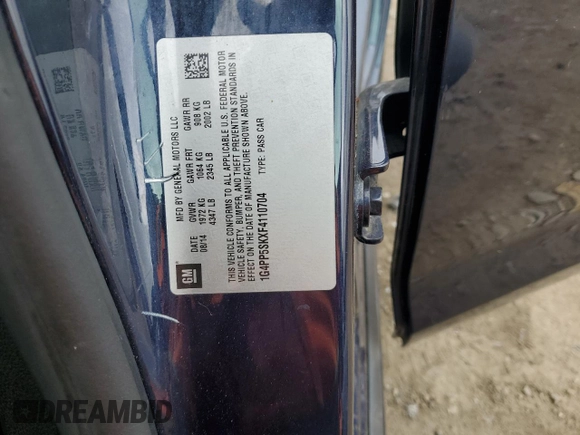 MFD BY GENERAL MOTORS LLC
DATE GVWR GAWR FRT GAWR RR
08/14 1972 KG 1064 KG 908 KG
4347 LB 2345 LB 2002 LB
THIS VEHICLE CONFORMS TO ALL APPLICABLE U.S. FEDERAL MOTOR
VEHICLE SAFETY, BUMPER, AND THEFT PREVENTION STANDARDS IN
EFFECT ON THE DATE OF MANUFACTURE SHOWN ABOVE.
1G4PP5SKXF4110704 TYPE: PASS CAR
GM
DREAMBID